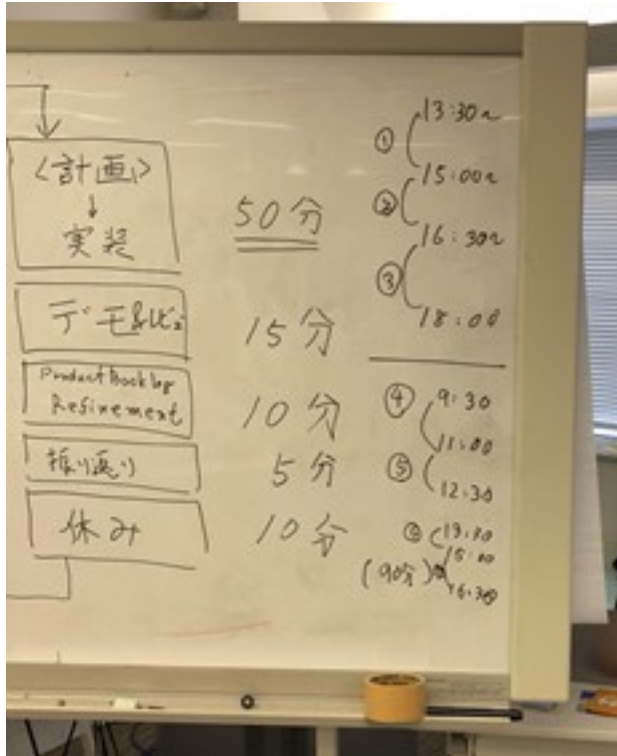 <計画>
↓
実装
50分
デモ&レビュー
15分
Product Backlog
Refinement
10分
振り返り
5分
休み
10分
① 13:30~
② 15:00~
③ 16:30~
18:00
④ 9:30
11:00
⑤ 12:30
⑥ 13:30
15:00
(90分)
16:30